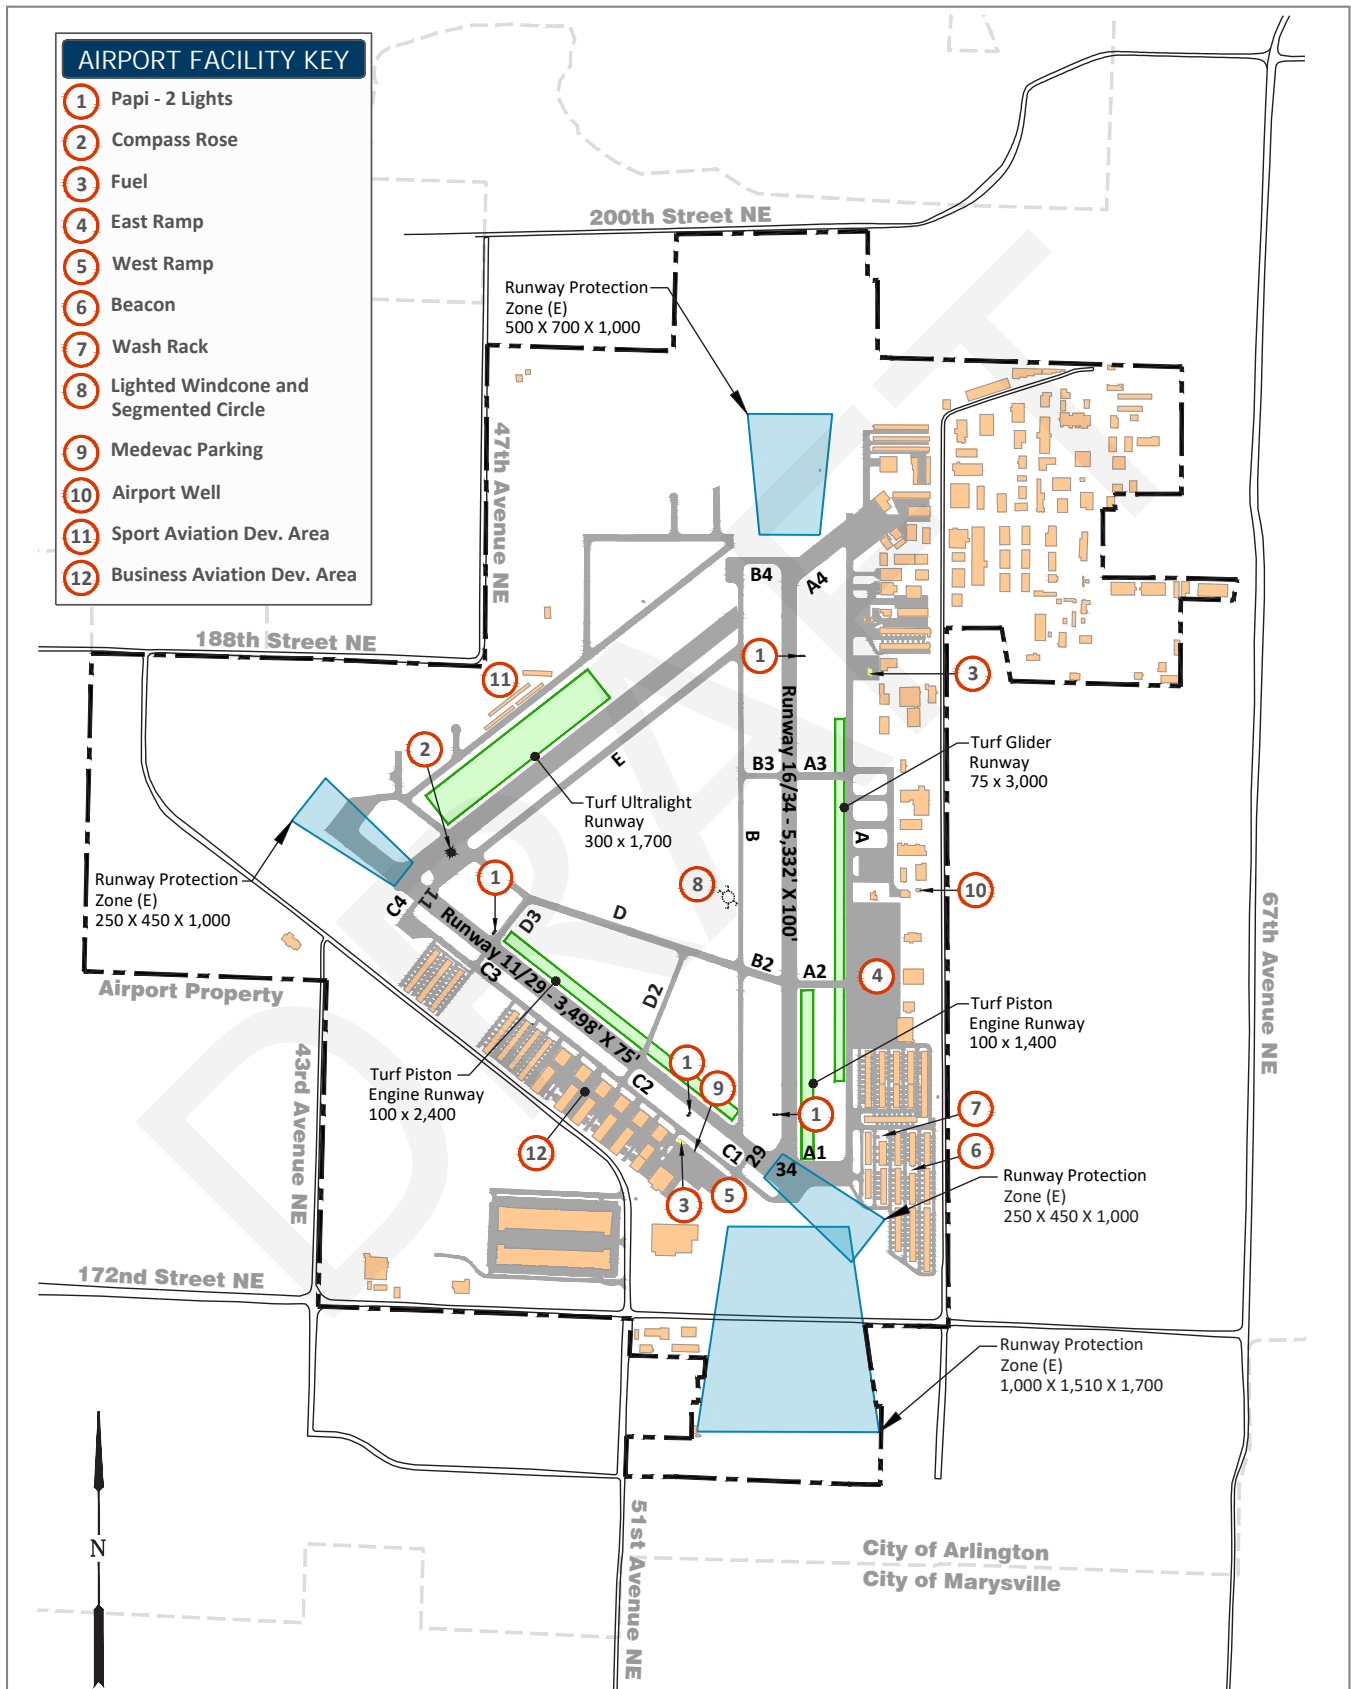 AIRPORT FACILITY KEY
1 Papi - 2 Lights
2 Compass Rose
3 Fuel
4 East Ramp
5 West Ramp
6 Beacon
7 Wash Rack
8 Lighted Windcone and
Segmented Circle
9 Medevac Parking
10 Airport Well
11 Sport Aviation Dev. Area
12 Business Aviation Dev. Area
200th Street NE
Runway Protection
Zone (E)
500 X 700 X 1,000
47th Avenue NE
188th Street NE
B4
A4
1
3
11
2
Runway 16/34 - 5,332' X 100'
E
B3
A3
Turf Glider
Runway
75 x 3,000
Turf Ultralight
Runway
300 x 1,700
B
A
Runway Protection
Zone (E)
250 X 450 X 1,000
1
8
10
11
C4
D3
D
Runway 11/29 - 3,498' X 75'
C3
B2
A2
4
D2
67th Avenue NE
Airport Property
43rd Avenue NE
Turf Piston
Engine Runway
100 x 1,400
Turf Piston
Engine Runway
100 x 2,400
1
9
C2
1
7
12
C1
29
34
A1
6
3
5
Runway Protection
Zone (E)
250 X 450 X 1,000
172nd Street NE
Runway Protection
Zone (E)
1,000 X 1,510 X 1,700
N
51st Avenue NE
City of Arlington
City of Marysville
DRAFT